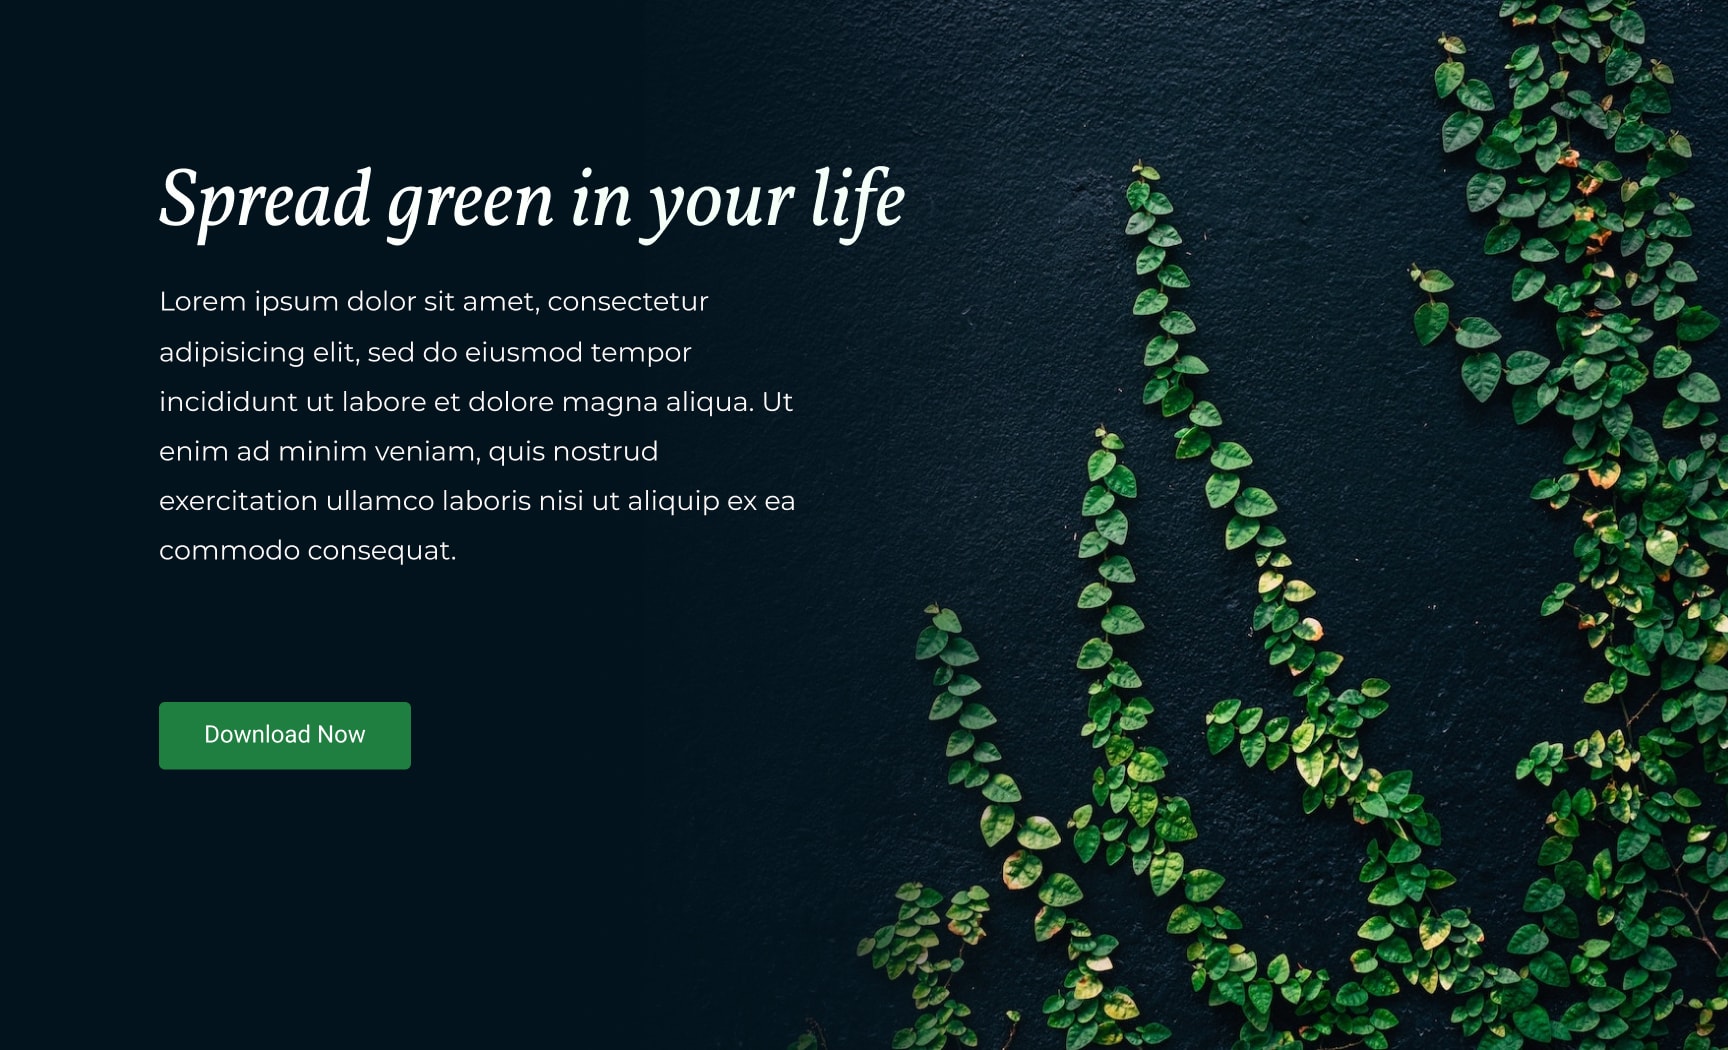 Spread green in your life
Lorem ipsum dolor sit amet, consectetur
adipisicing elit, sed do eiusmod tempor
incididunt ut labore et dolore magna aliqua. Ut
enim ad minim veniam, quis nostrud
exercitation ullamco laboris nisi ut aliquip ex ea
commodo consequat.
Download Now